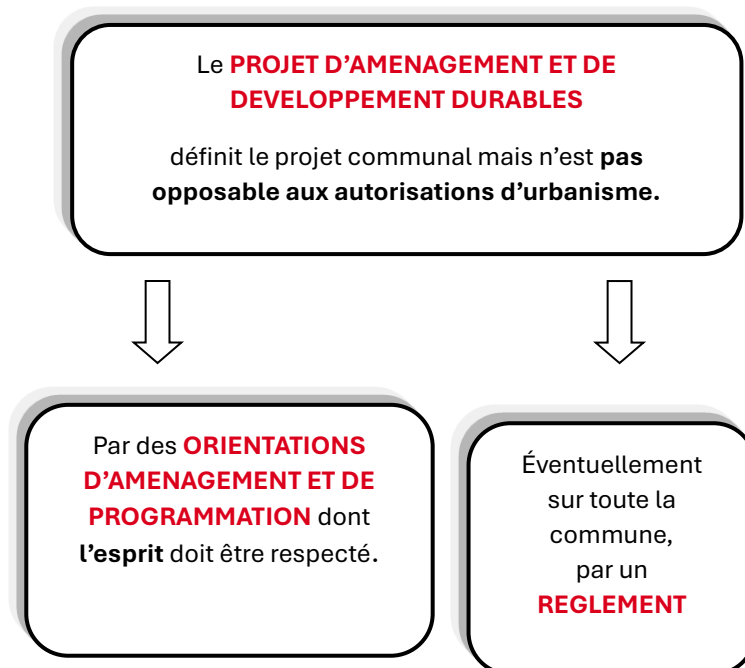 Le PROJET D’AMENAGEMENT ET DE
DEVELOPPEMENT DURABLES
définit le projet communal mais n’est pas
opposable aux autorisations d’urbanisme.
Par des ORIENTATIONS
D’AMENAGEMENT ET DE
PROGRAMMATION dont
l’esprit doit être respecté.
Éventuellement
sur toute la
commune,
par un
REGLEMENT